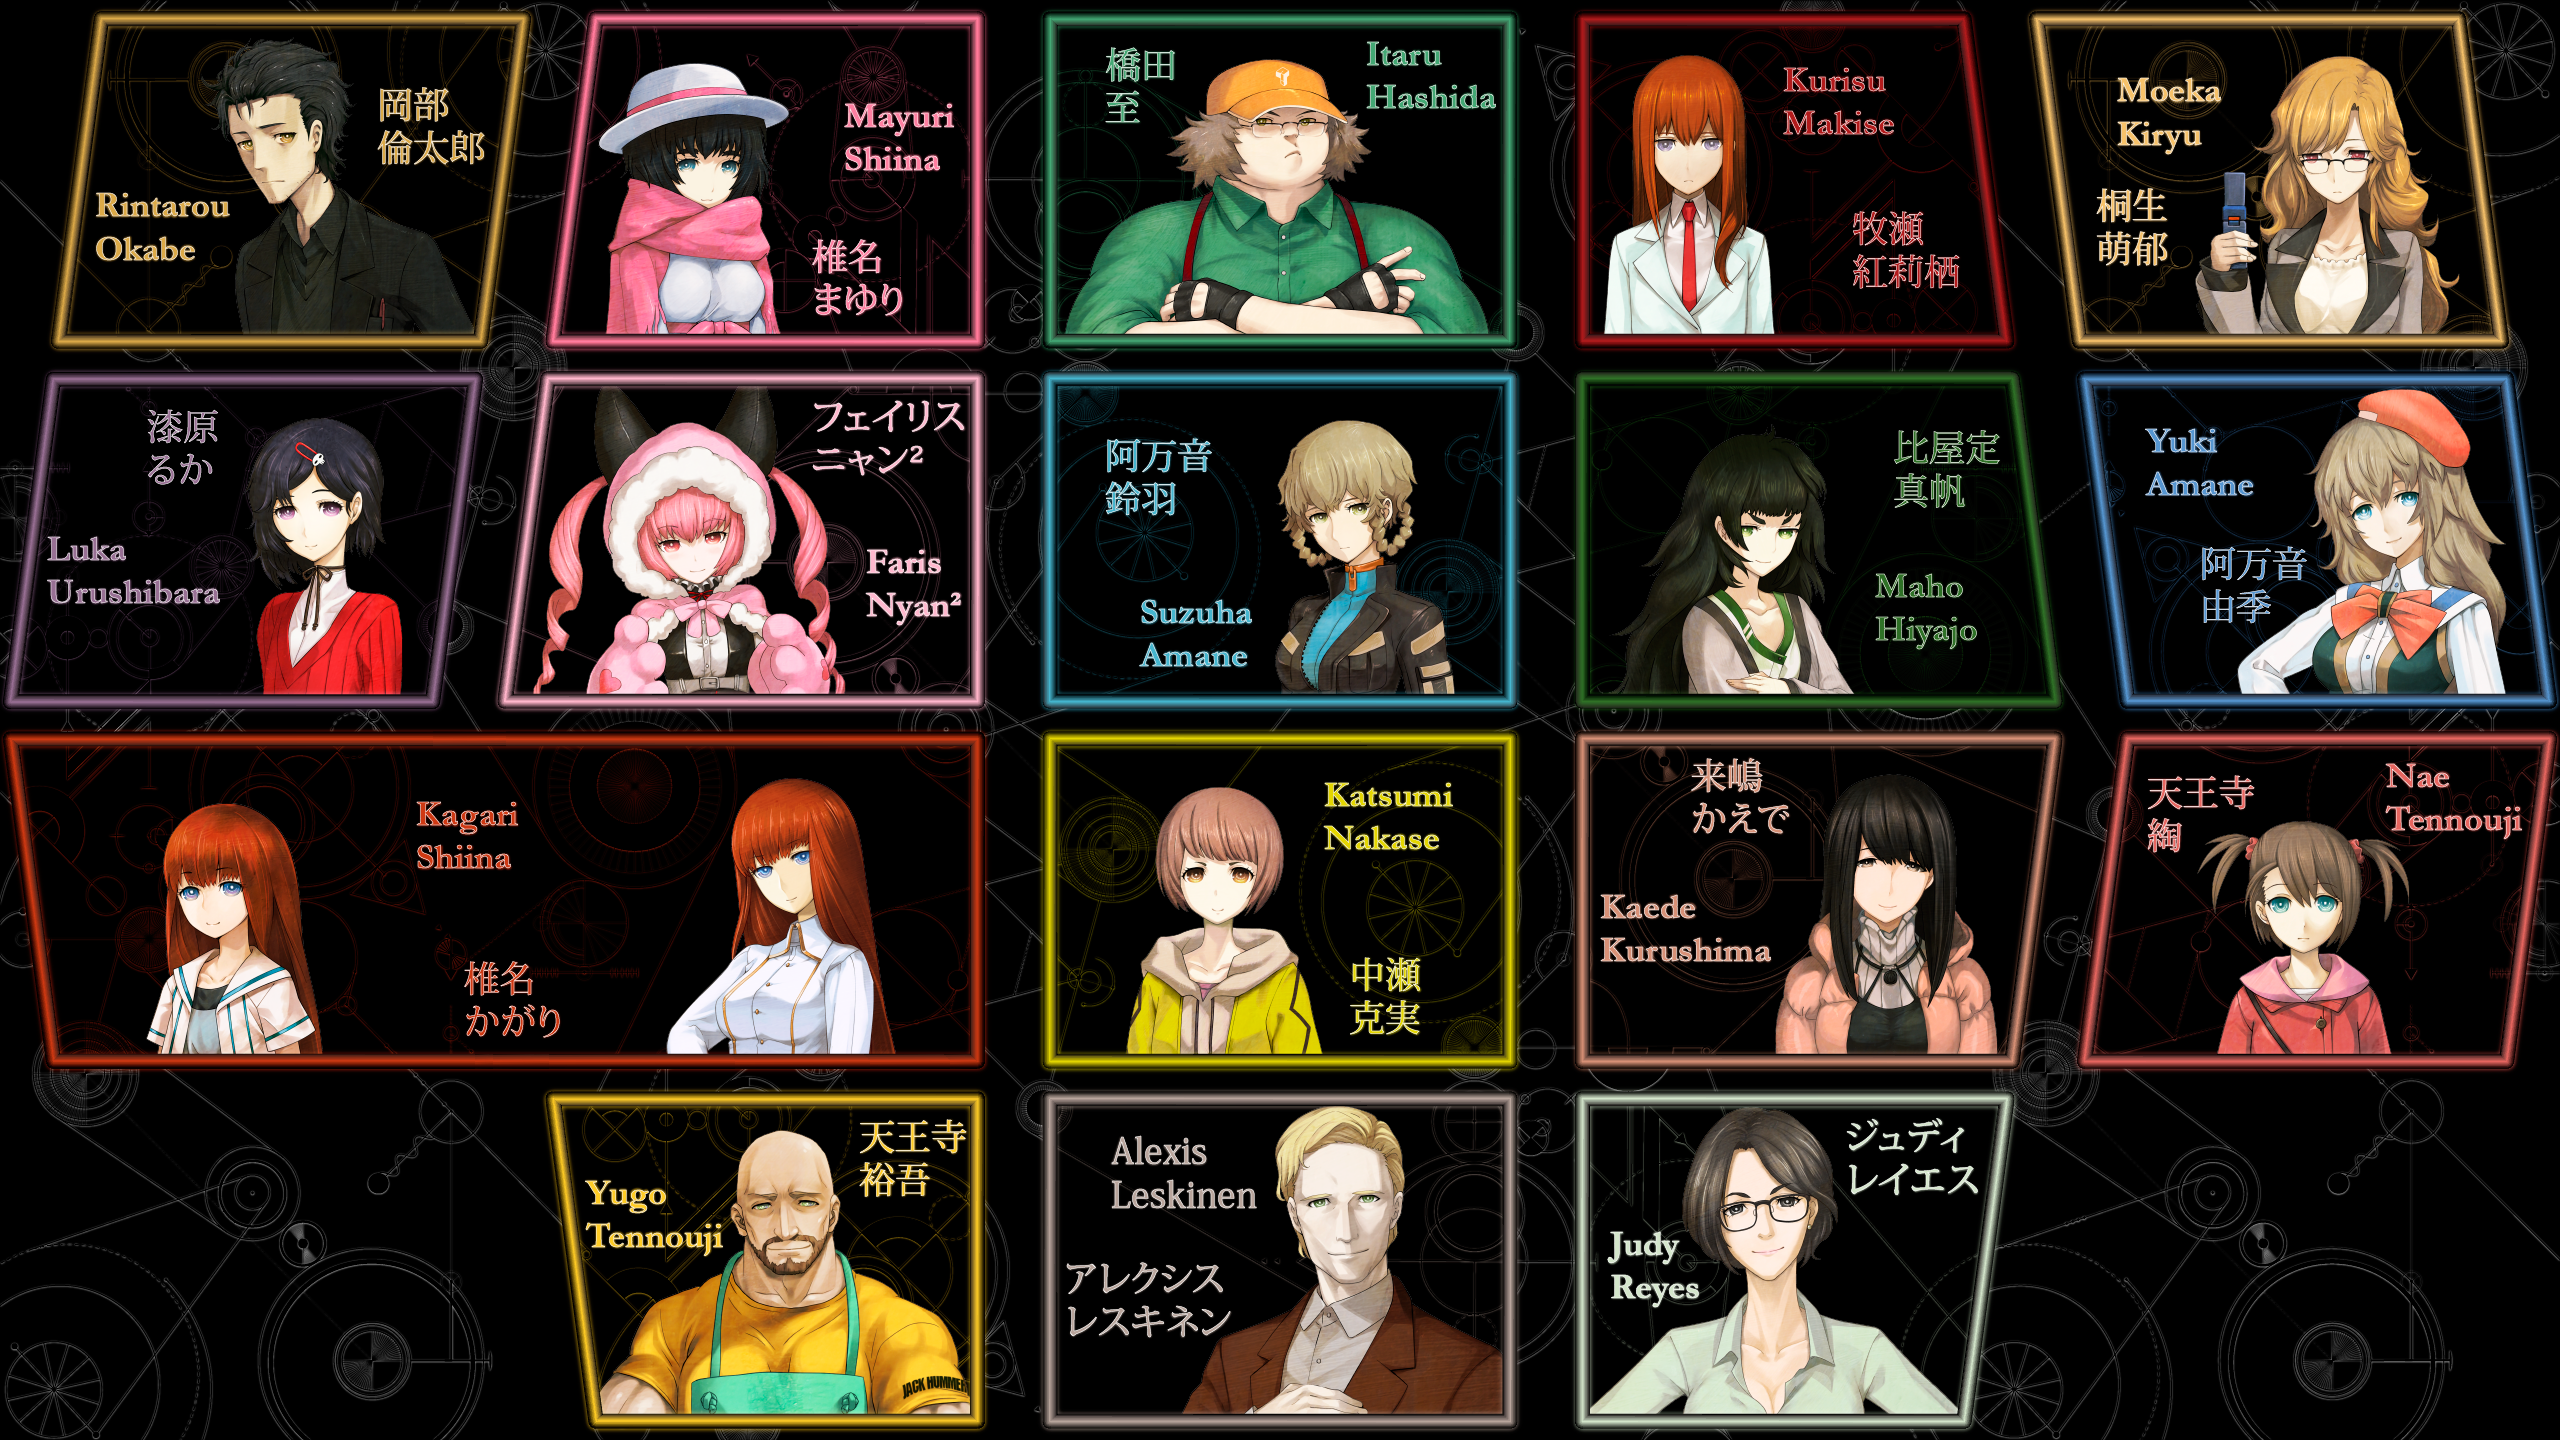 Rintarou
Okabe
岡部
倫太郎
Mayuri
Shiina
椎名
まゆり
橋田
至
Itaru
Hashida
Kurisu
Makise
牧瀬
紅莉栖
Moeka
Kiryu
桐生
萌郁
漆原
るか
Luka
Urushibara
フェイリス
ニャン²
Faris
Nyan²
阿万音
鈴羽
Suzuha
Amane
比屋定
真帆
Maho
Hiyajo
Yuki
Amane
阿万音
由季
Kagari
Shiina
椎名
かがり
Katsumi
Nakase
中瀬
克実
来嶋
かえで
Kaede
Kurushima
天王寺
綯
Nae
Tennouji
Yugo
Tennouji
天王寺
裕吾
JACK HUMMER
Alexis
Leskinen
アレクシス
レスキネン
ジュディ
レイエス
Judy
Reyes